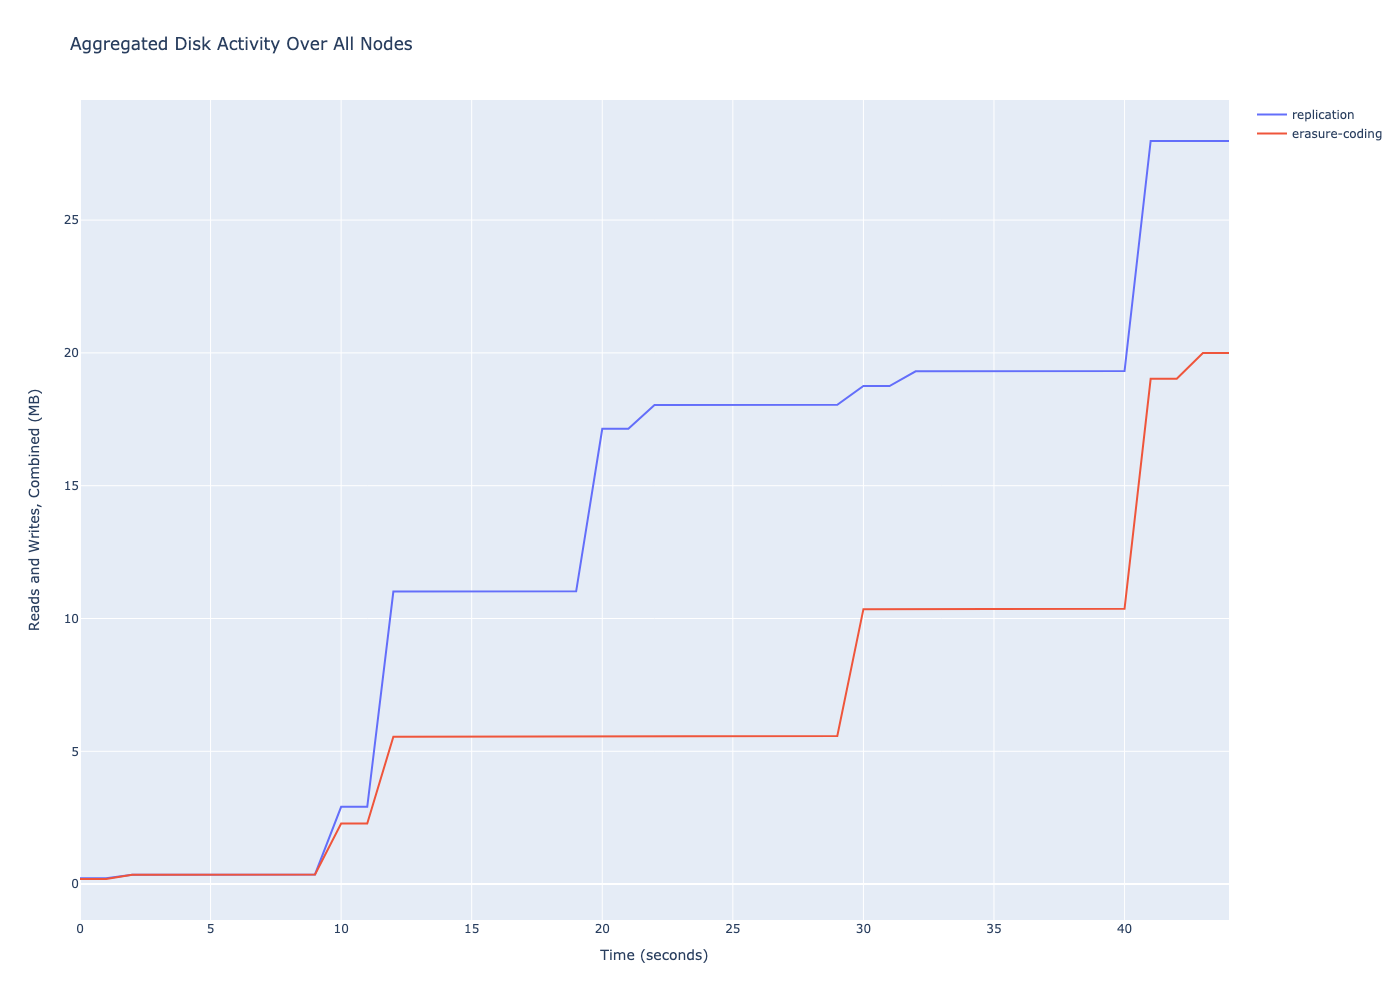 Aggregated Disk Activity Over All Nodes
replication
erasure-coding
Reads and Writes, Combined (MB)
25
20
15
10
5
0
0 5 10 15 20 25 30 35 40
Time (seconds)